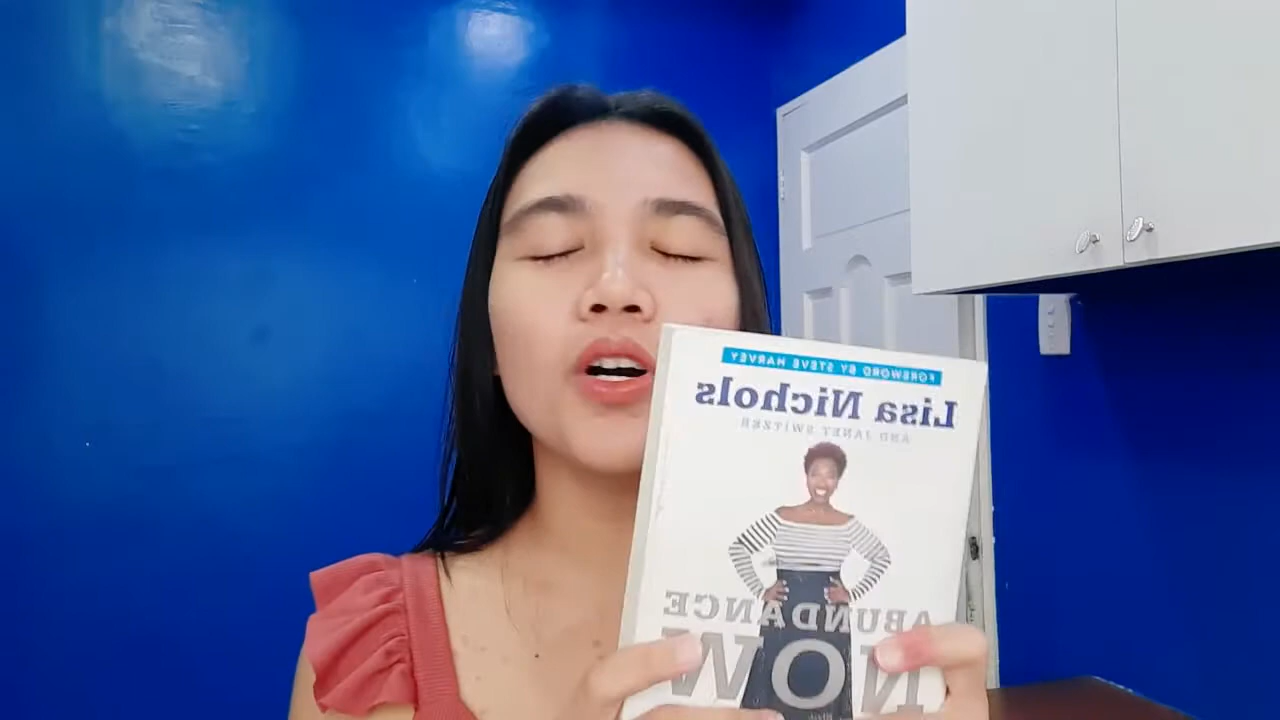 FOREWORD BY STEVE HARVEY
Lisa Nichols
AND JANET SWITZER
ABUNDANCE
NOW